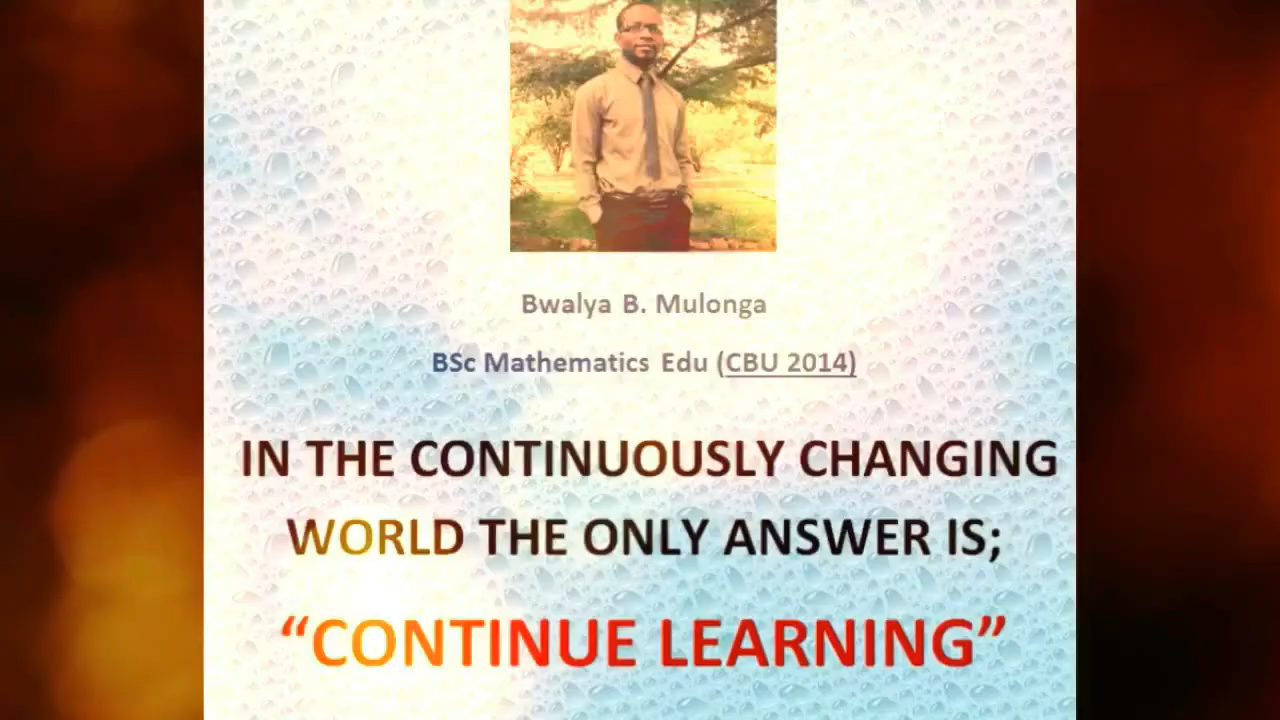 Bwalya B. Mulonga
BSc Mathematics Edu (CBU 2014)
IN THE CONTINUOUSLY CHANGING
WORLD THE ONLY ANSWER IS;
“CONTINUE LEARNING”